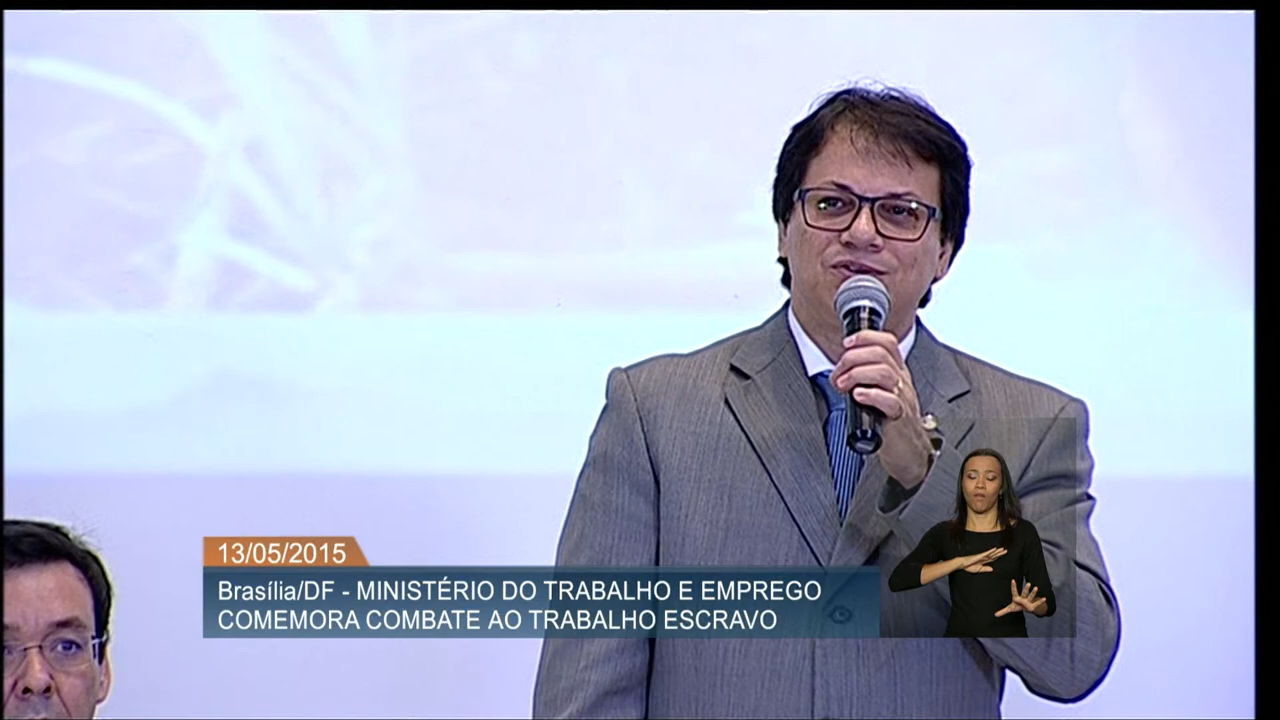 13/05/2015
Brasília/DF - MINISTÉRIO DO TRABALHO E EMPREGO
COMEMORA COMBATE AO TRABALHO ESCRAVO